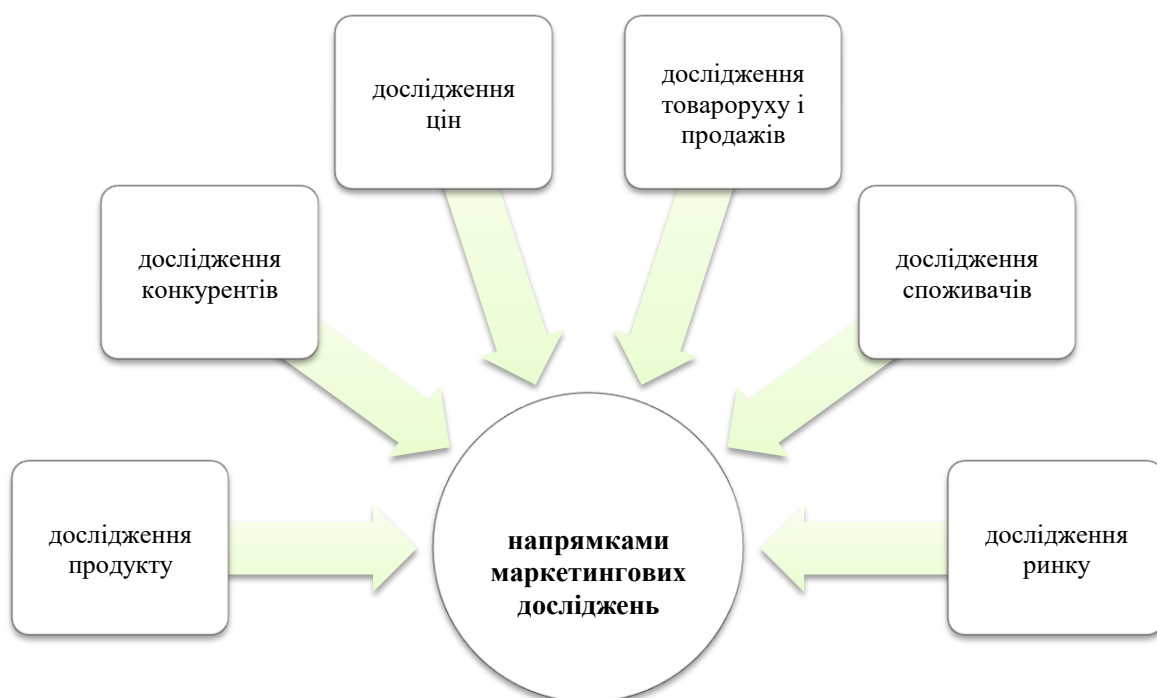 дослідження
цін
дослідження
товароруху і
продажів
дослідження
конкурентів
дослідження
споживачів
дослідження
продукту
напрямками
маркетингових
досліджень
дослідження
ринку